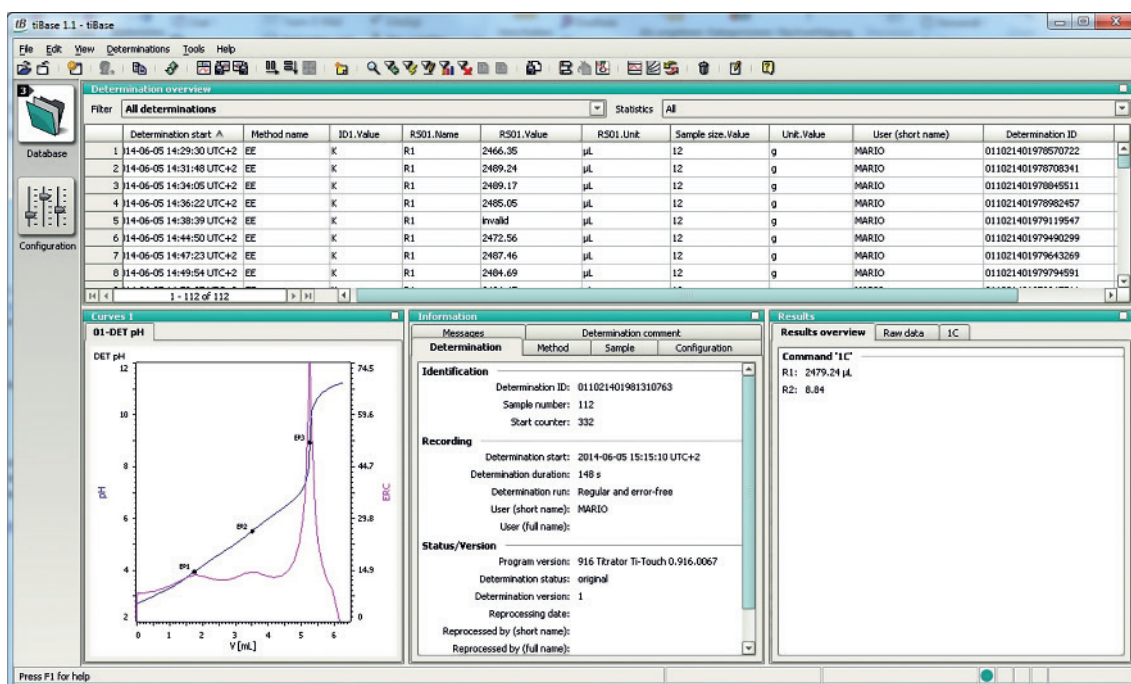 tiBase 1.1 - tiBase
File Edit View Determinations Tools Help
3
Database
Configuration
Determination overview
Filter All determinations Statistics All
Determination start Method name ID1.Value RS01.Name RS01.Value RS01.Unit Sample size.Value Unit.Value User (short name) Determination ID
1 014-06-05 14:29:30 UTC+2 EE K R1 2466.35 µL 12 g MARIO 011021401978570722
2 014-06-05 14:31:48 UTC+2 EE K R1 2489.24 µL 12 g MARIO 011021401978708341
3 014-06-05 14:34:05 UTC+2 EE K R1 2489.17 µL 12 g MARIO 011021401978845511
4 014-06-05 14:36:22 UTC+2 EE K R1 2485.05 µL 12 g MARIO 011021401978982457
5 014-06-05 14:38:39 UTC+2 EE K R1 invalid µL 12 g MARIO 011021401979119547
6 014-06-05 14:44:50 UTC+2 EE K R1 2472.56 µL 12 g MARIO 011021401979490299
7 014-06-05 14:47:23 UTC+2 EE K R1 2487.46 µL 12 g MARIO 011021401979643269
8 014-06-05 14:49:54 UTC+2 EE K R1 2484.69 µL 12 g MARIO 011021401979794591
1 - 112 of 112
Curves 1
01-DET pH
DET pH
12 74.5
10 59.6
EP3
8 44.7
pH ERC
6 29.8
EP2
4 14.9
EP1
2 0
0 1 2 3 4 5 6
V [mL]
Information
Messages Determination comment
Determination Method Sample Configuration
Identification
Determination ID: 011021401981310763
Sample number: 112
Start counter: 332
Recording
Determination start: 2014-06-05 15:15:10 UTC+2
Determination duration: 148 s
Determination run: Regular and error-free
User (short name): MARIO
User (full name):
Status/Version
Program version: 916 Titrator Ti-Touch 0.916.0067
Determination status: original
Determination version: 1
Reprocessing date:
Reprocessed by (short name):
Reprocessed by (full name):
Results
Results overview Raw data 1C
Command '1C'
R1: 2479.24 µL
R2: 8.84
Press F1 for help